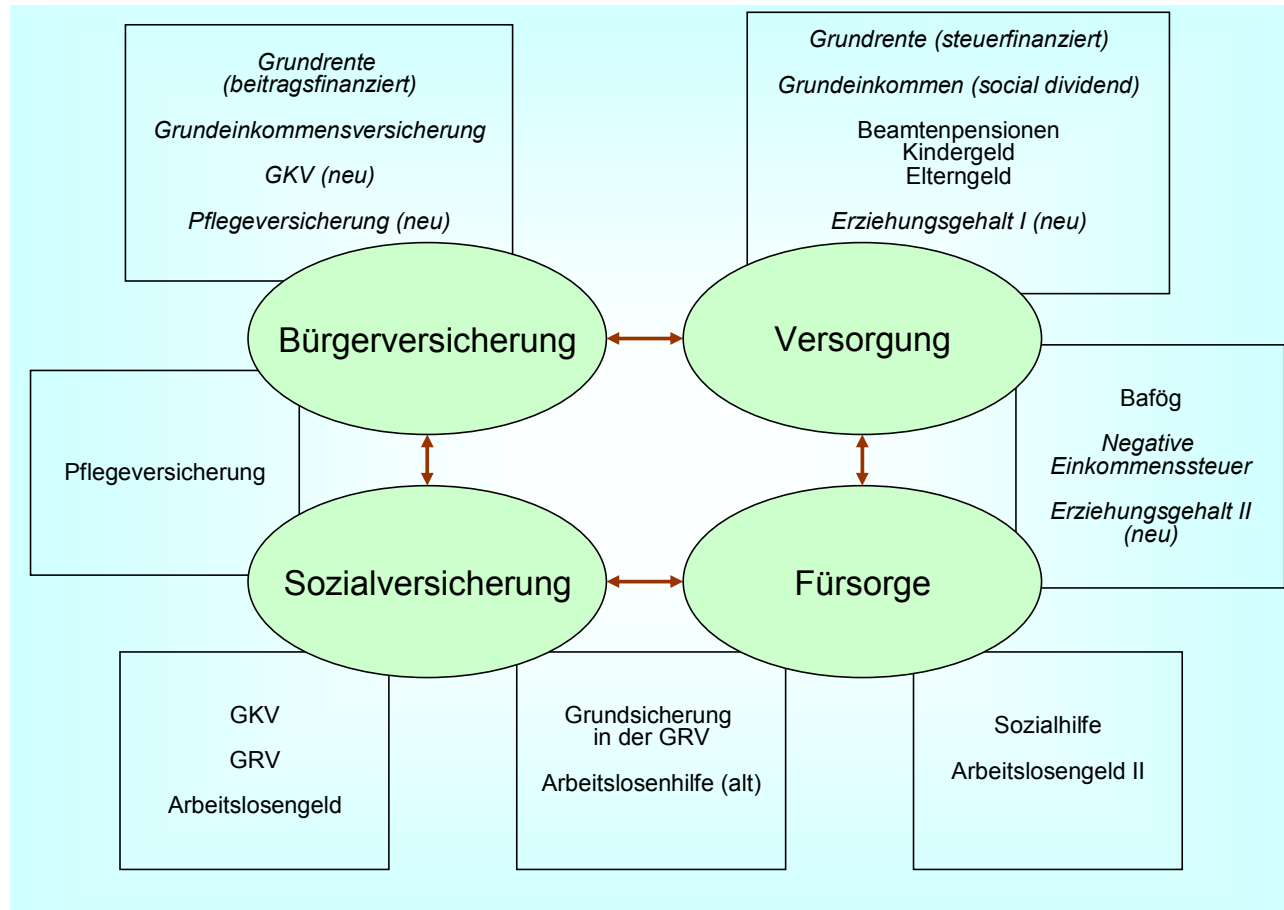 Grundrente
(beitragsfinanziert)
Grundeinkommensversicherung
GKV (neu)
Pflegeversicherung (neu)
Grundrente (steuerfinanziert)
Grundeinkommen (social dividend)
Beamtenpensionen
Kindergeld
Elterngeld
Erziehungsgehalt I (neu)
Bürgerversicherung
Versorgung
Pflegeversicherung
Bafög
Negative
Einkommenssteuer
Erziehungsgehalt II
(neu)
Sozialversicherung
Fürsorge
GKV
GRV
Arbeitslosengeld
Grundsicherung
in der GRV
Arbeitslosenhilfe (alt)
Sozialhilfe
Arbeitslosengeld II